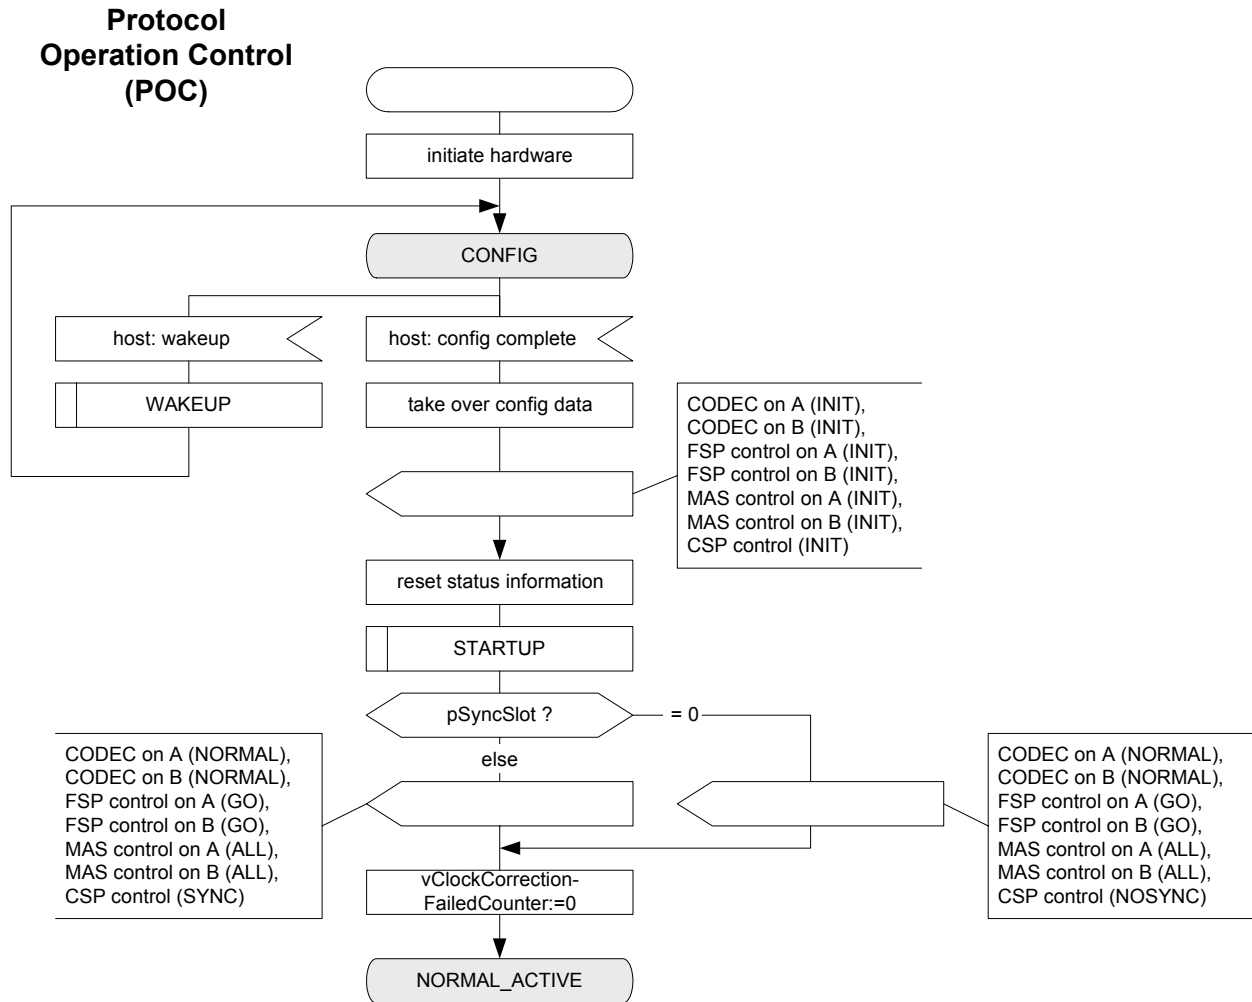 Protocol
Operation Control
(POC)
initiate hardware
CONFIG
host: wakeup
host: config complete
WAKEUP
take over config data
CODEC on A (INIT),
CODEC on B (INIT),
FSP control on A (INIT),
FSP control on B (INIT),
MAS control on A (INIT),
MAS control on B (INIT),
CSP control (INIT)
reset status information
STARTUP
pSyncSlot ?
= 0
else
CODEC on A (NORMAL),
CODEC on B (NORMAL),
FSP control on A (GO),
FSP control on B (GO),
MAS control on A (ALL),
MAS control on B (ALL),
CSP control (SYNC)
CODEC on A (NORMAL),
CODEC on B (NORMAL),
FSP control on A (GO),
FSP control on B (GO),
MAS control on A (ALL),
MAS control on B (ALL),
CSP control (NOSYNC)
vClockCorrection-
FailedCounter:=0
NORMAL_ACTIVE